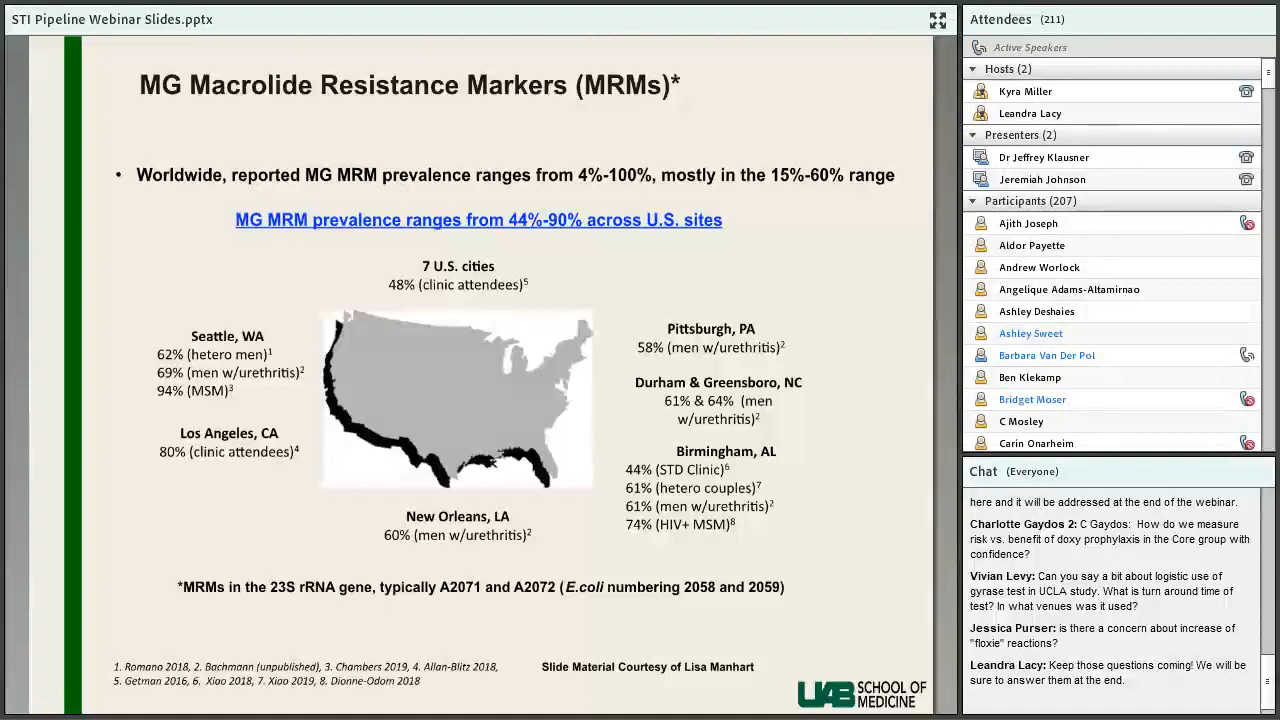 STI Pipeline Webinar Slides.pptx
MG Macrolide Resistance Markers (MRMs)*
• Worldwide, reported MG MRM prevalence ranges from 4%-100%, mostly in the 15%-60% range
MG MRM prevalence ranges from 44%-90% across U.S. sites
7 U.S. cities
48% (clinic attendees)5
Seattle, WA
62% (hetero men)1
69% (men w/urethritis)2
94% (MSM)3
Los Angeles, CA
80% (clinic attendees)4
Pittsburgh, PA
58% (men w/urethritis)2
Durham & Greensboro, NC
61% & 64% (men
w/urethritis)2
Birmingham, AL
44% (STD Clinic)6
61% (hetero couples)7
61% (men w/urethritis)2
74% (HIV+ MSM)8
New Orleans, LA
60% (men w/urethritis)2
*MRMs in the 23S rRNA gene, typically A2071 and A2072 (E.coli numbering 2058 and 2059)
1. Romano 2018, 2. Bachmann (unpublished), 3. Chambers 2019, 4. Allan-Blitz 2018,
5. Getman 2016, 6. Xiao 2018, 7. Xiao 2019, 8. Dionne-Odom 2018
Slide Material Courtesy of Lisa Manhart
UAB SCHOOL OF
MEDICINE
Attendees (211)
Active Speakers
Hosts (2)
Kyra Miller
Leandra Lacy
Presenters (2)
Dr Jeffrey Klausner
Jeremiah Johnson
Participants (207)
Ajith Joseph
Aldor Payette
Andrew Worlock
Angelique Adams-Altamirnao
Ashley Deshaies
Ashley Sweet
Barbara Van Der Pol
Ben Klekamp
Bridget Moser
C Mosley
Carin Onarheim
Chat (Everyone)
here and it will be addressed at the end of the webinar.
Charlotte Gaydos 2: C Gaydos: How do we measure
risk vs. benefit of doxy prophylaxis in the Core group with
confidence?
Vivian Levy: Can you say a bit about logistic use of
gyrase test in UCLA study. What is turn around time of
test? In what venues was it used?
Jessica Purser: is there a concern about increase of
"floxie" reactions?
Leandra Lacy: Keep those questions coming! We will be
sure to answer them at the end.